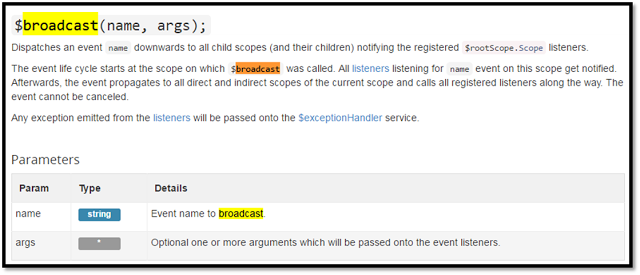 $broadcast(name, args);
Dispatches an event name downwards to all child scopes (and their children) notifying the registered $rootScope.Scope listeners.
The event life cycle starts at the scope on which $broadcast was called. All listeners listening for name event on this scope get notified.
Afterwards, the event propagates to all direct and indirect scopes of the current scope and calls all registered listeners along the way. The
event cannot be canceled.
Any exception emitted from the listeners will be passed onto the $exceptionHandler service.
Parameters
Param Type Details
name string Event name to broadcast.
args * Optional one or more arguments which will be passed onto the event listeners.